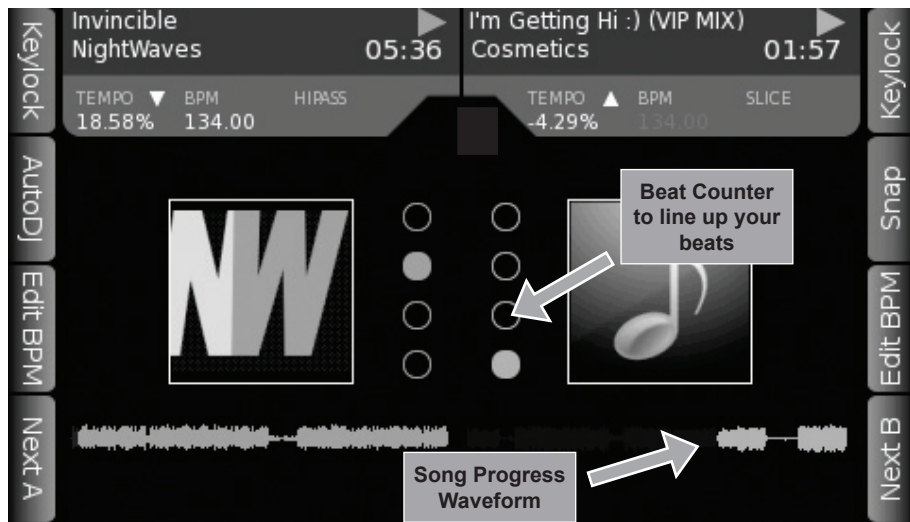 Keylock
AutoDJ
Edit BPM
Next A
Invincible
NightWaves 05:36
TEMPO BPM HIPASS
18.58% 134.00
I'm Getting Hi :) (VIP MIX)
Cosmetics 01:57
TEMPO BPM SLICE
-4.29% 134.00
NW
Beat Counter
to line up your
beats
Song Progress
Waveform
Keylock
Snap
Edit BPM
Next B